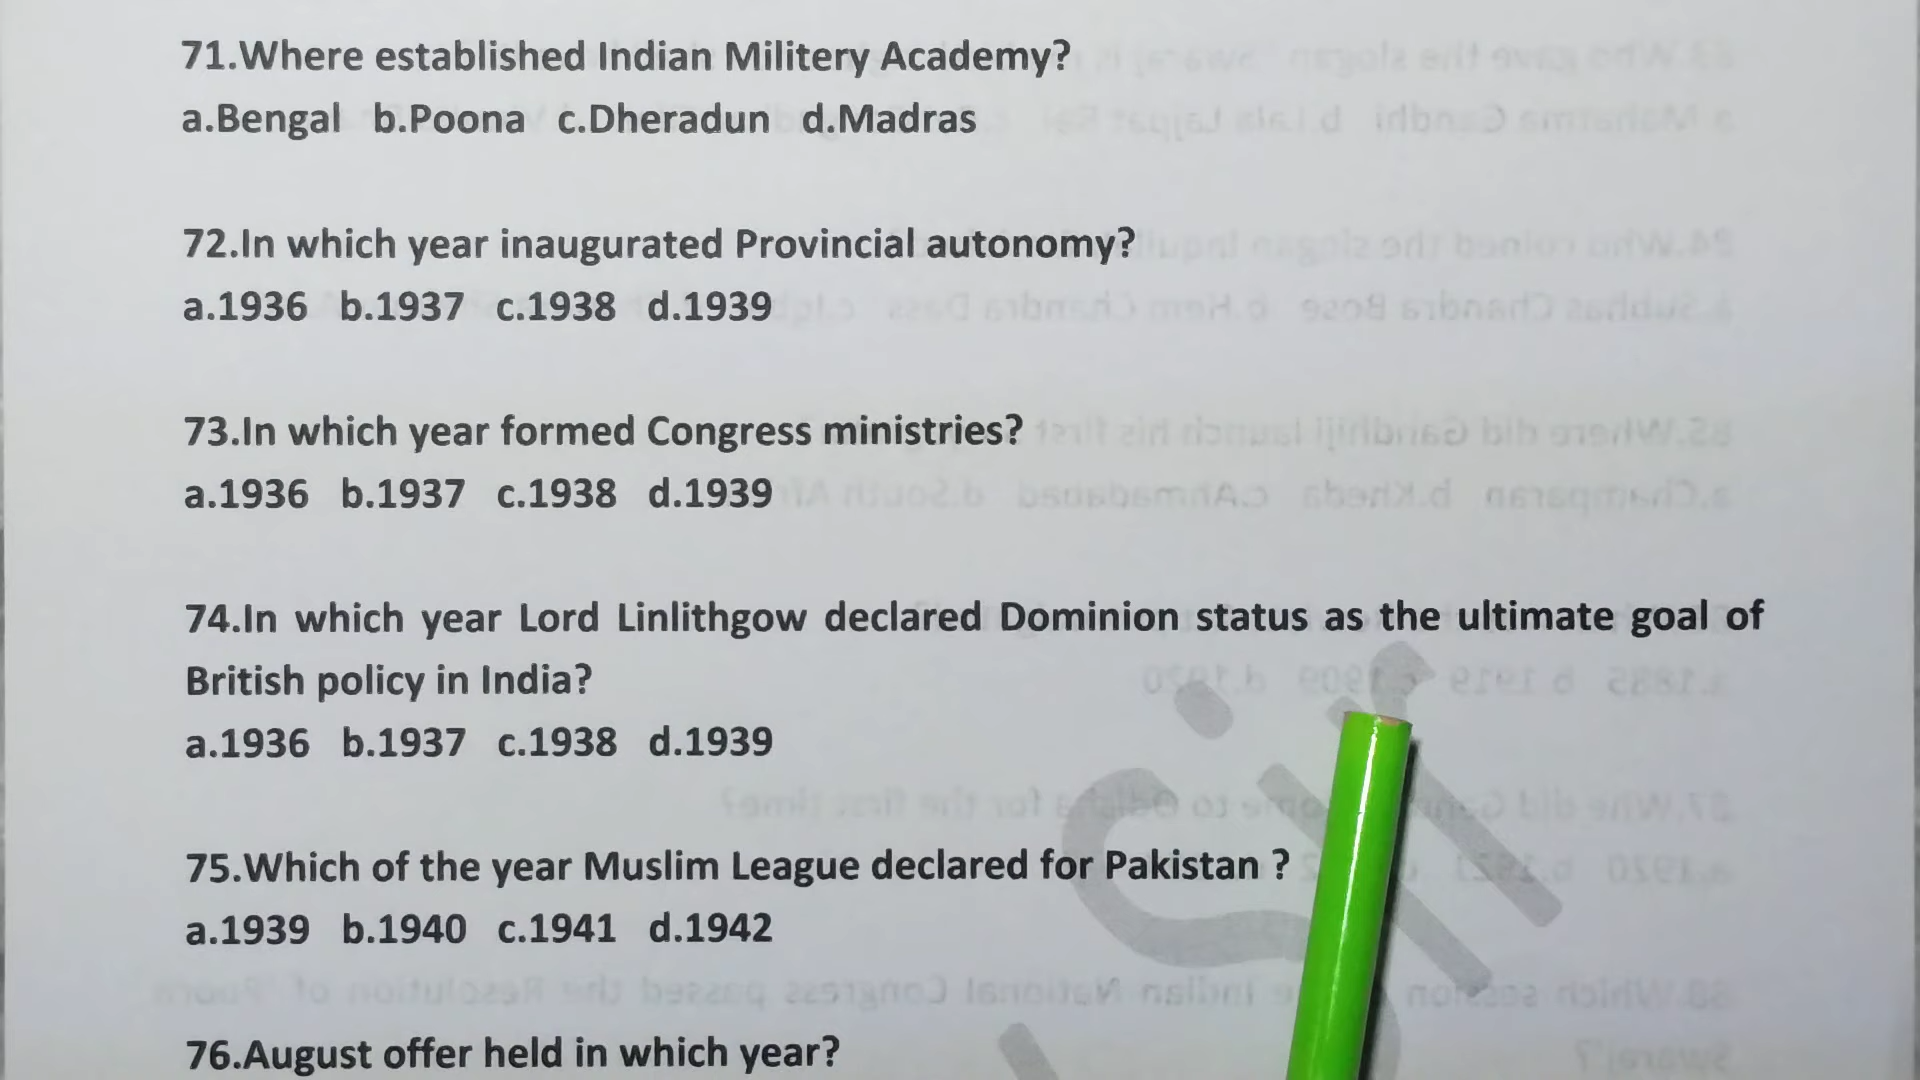 71.Where established Indian Militery Academy?
a.Bengal b.Poona c.Dheradun d.Madras
72.In which year inaugurated Provincial autonomy?
a.1936 b.1937 c.1938 d.1939
73.In which year formed Congress ministries?
a.1936 b.1937 c.1938 d.1939
74.In which year Lord Linlithgow declared Dominion status as the ultimate goal of
British policy in India?
a.1936 b.1937 c.1938 d.1939
75.Which of the year Muslim League declared for Pakistan ?
a.1939 b.1940 c.1941 d.1942
76.August offer held in which year?
Sir